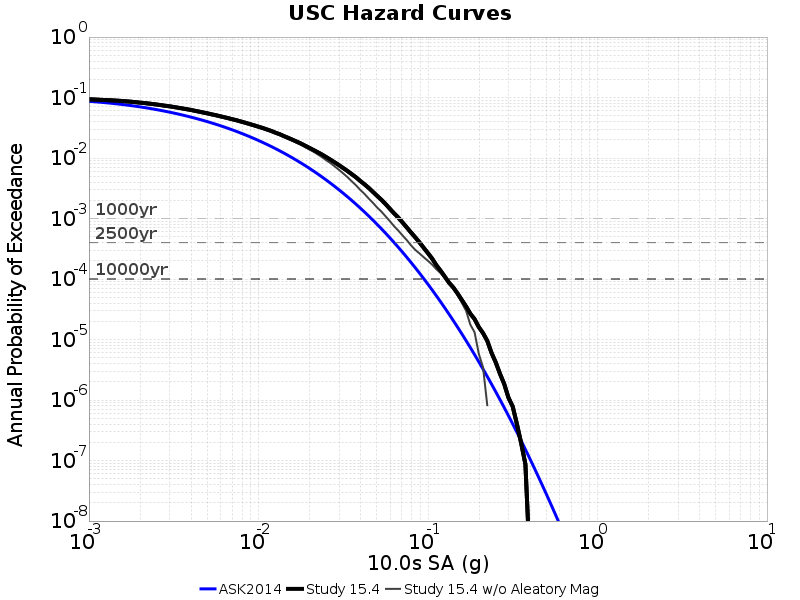 USC Hazard Curves
Annual Probability of Exceedance
10^0
10^-1
10^-2
10^-3
10^-4
10^-5
10^-6
10^-7
10^-8
1000yr
2500yr
10000yr
10^-3 10^-2 10^-1 10^0 10^1
10.0s SA (g)
ASK2014 Study 15.4 Study 15.4 w/o Aleatory Mag